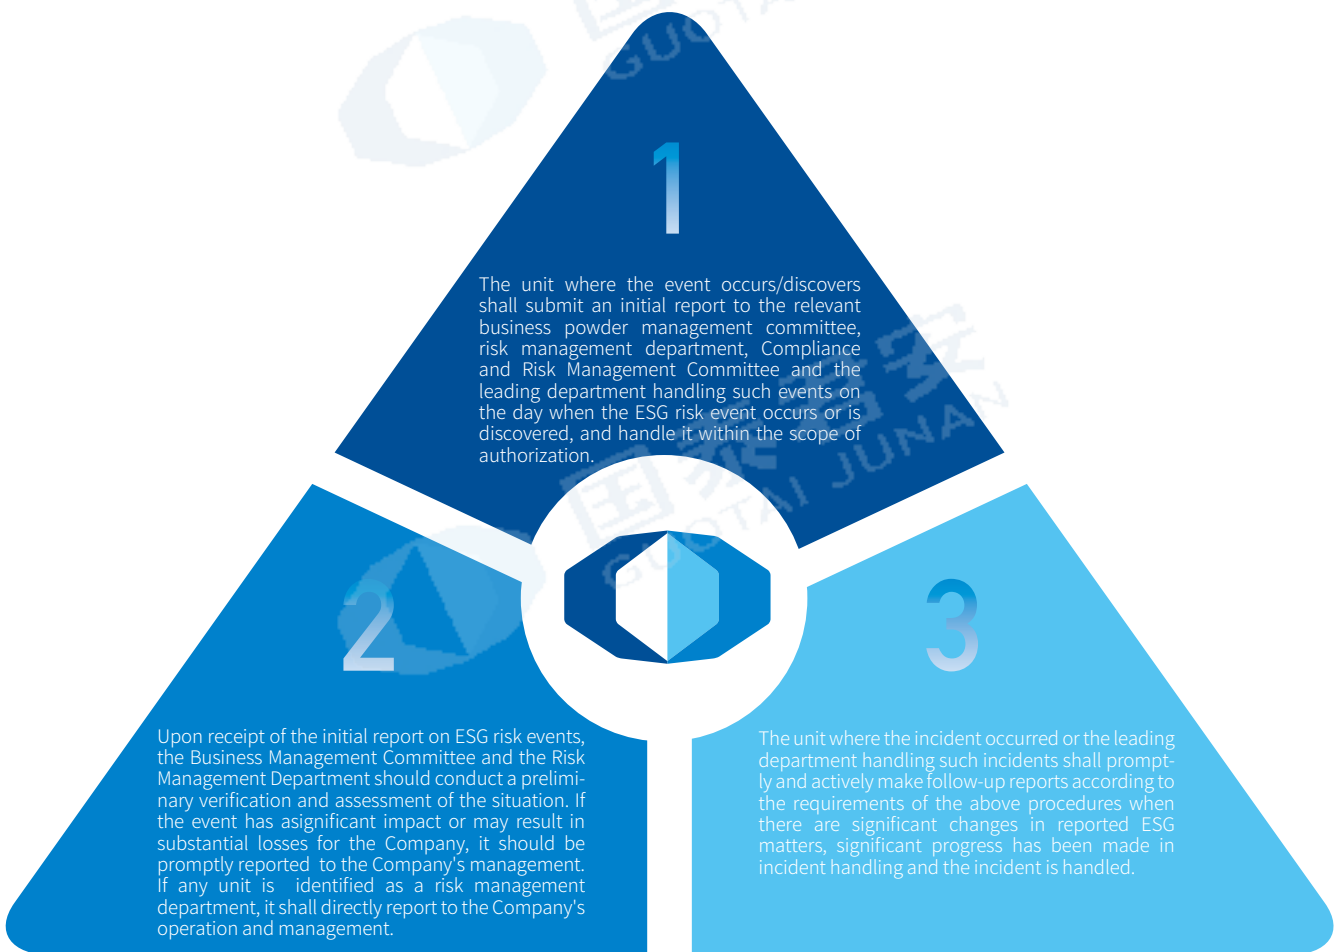 国
GUOTAI
1
The unit where the event occurs/discovers
shall submit an initial report to the relevant
business powder management committee,
risk management department, Compliance
and Risk Management Committee and the
leading department handling such events on
the day when the ESG risk event occurs or is
discovered, and handle it within the scope of
authorization.
国泰君安
GUOTAI JUNAN
2
Upon receipt of the initial report on ESG risk events,
the Business Management Committee and the Risk
Management Department should conduct a prelimi-
nary verification and assessment of the situation. If
the event has asignificant impact or may result in
substantial losses for the Company, it should be
promptly reported to the Company's management.
If any unit is identified as a risk management
department, it shall directly report to the Company's
operation and management.
3
The unit where the incident occurred or the leading
department handling such incidents shall prompt-
ly and actively make follow-up reports according to
the requirements of the above procedures when
there are significant changes in reported ESG
matters, significant progress has been made in
incident handling and the incident is handled.